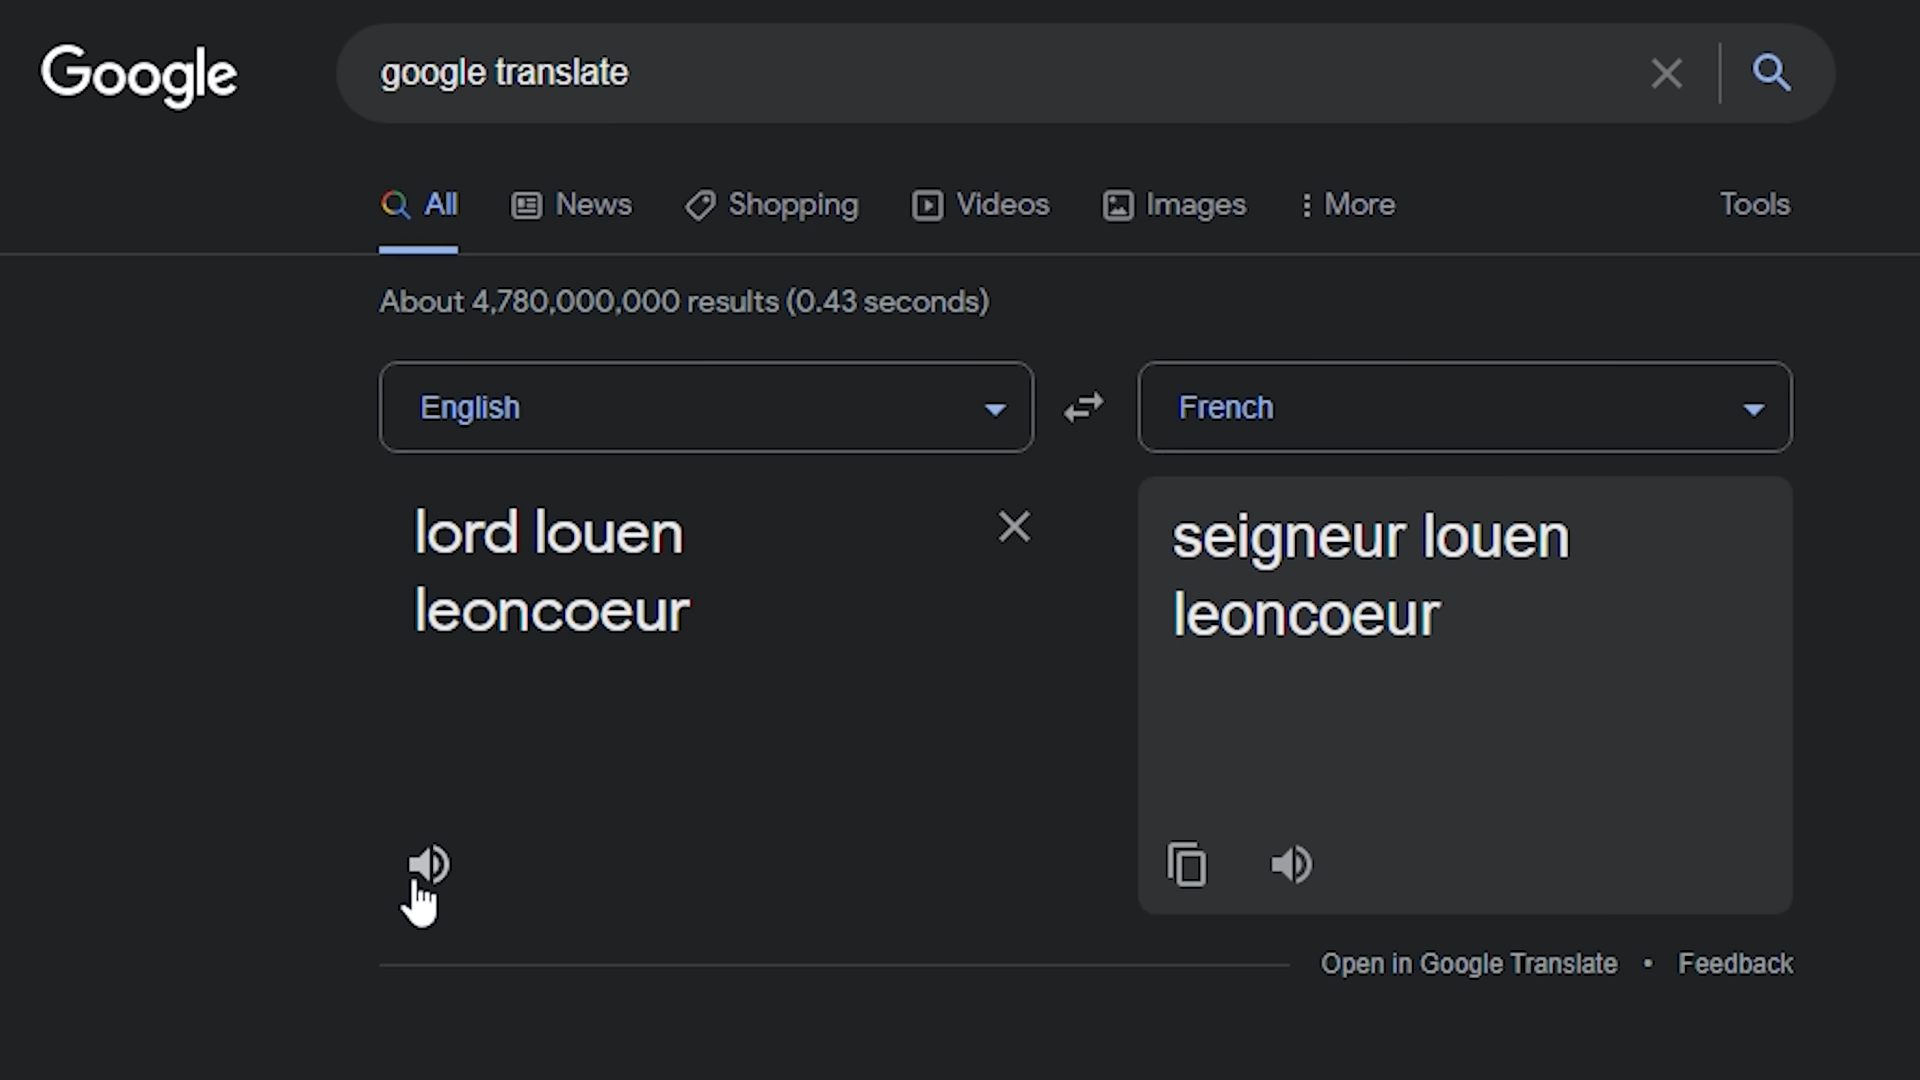 Google
google translate
All News Shopping Videos Images More Tools
About 4,780,000,000 results (0.43 seconds)
English French
lord louen
leoncoeur
seigneur louen
leoncoeur
Open in Google Translate • Feedback